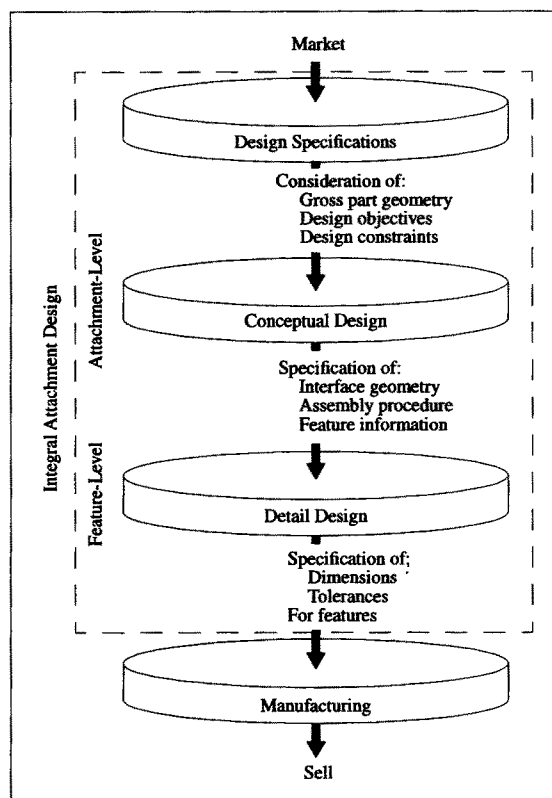 Market
Design Specifications
Consideration of:
Gross part geometry
Design objectives
Design constraints
Conceptual Design
Specification of:
Interface geometry
Assembly procedure
Feature information
Detail Design
Specification of:
Dimensions
Tolerances
For features
Manufacturing
Sell
Integral Attachment Design
Attachment-Level
Feature-Level